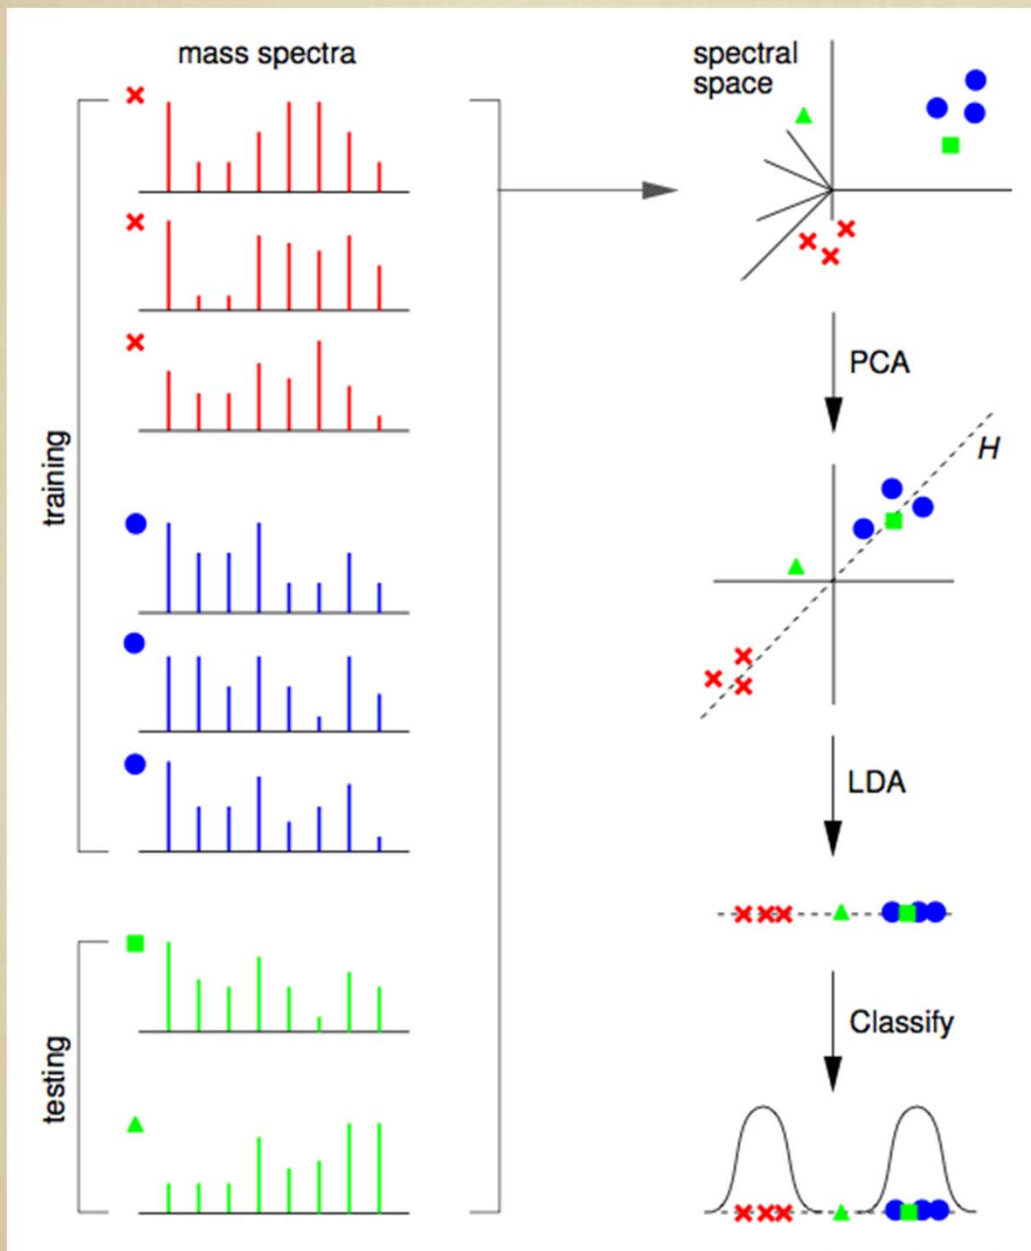 mass spectra
training
testing
spectral
space
PCA
H
LDA
Classify